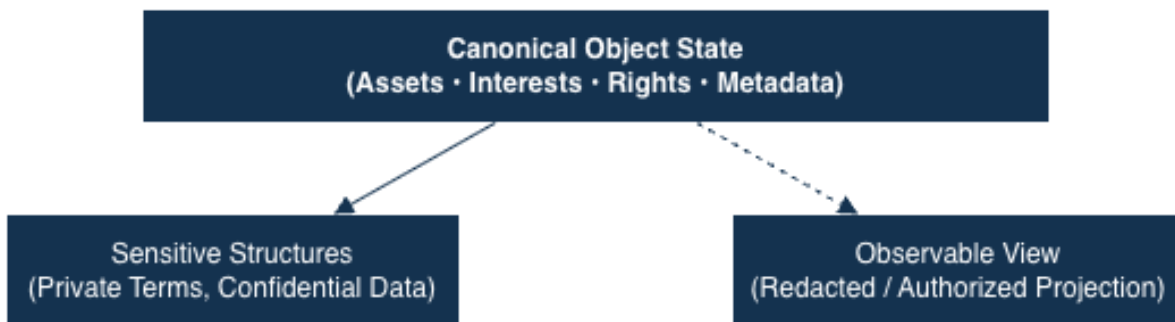 Canonical Object State
(Assets · Interests · Rights · Metadata)
Sensitive Structures
(Private Terms, Confidential Data)
Observable View
(Redacted / Authorized Projection)